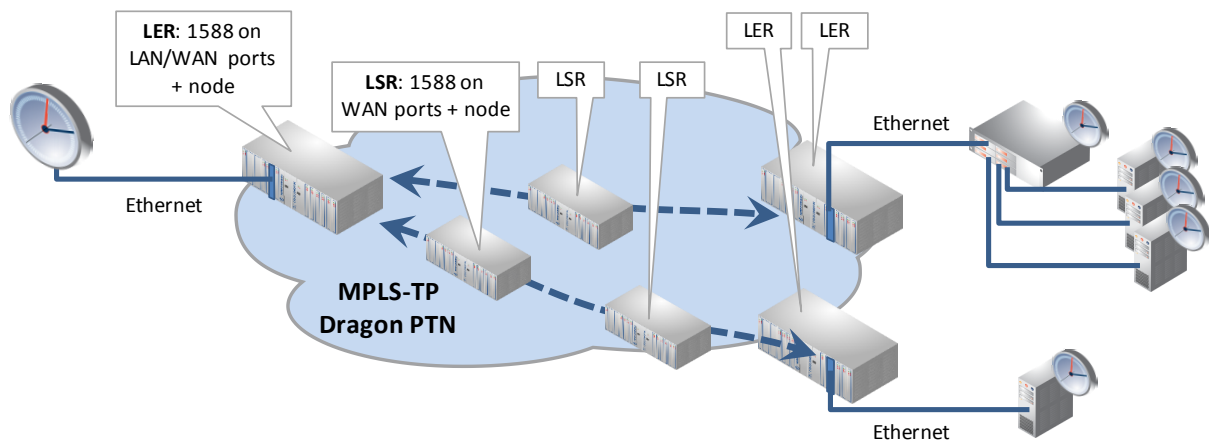 LER: 1588 on
LAN/WAN ports
+ node
LSR: 1588 on
WAN ports + node
LSR
LSR
LER
LER
Ethernet
Ethernet
MPLS-TP
Dragon PTN
Ethernet